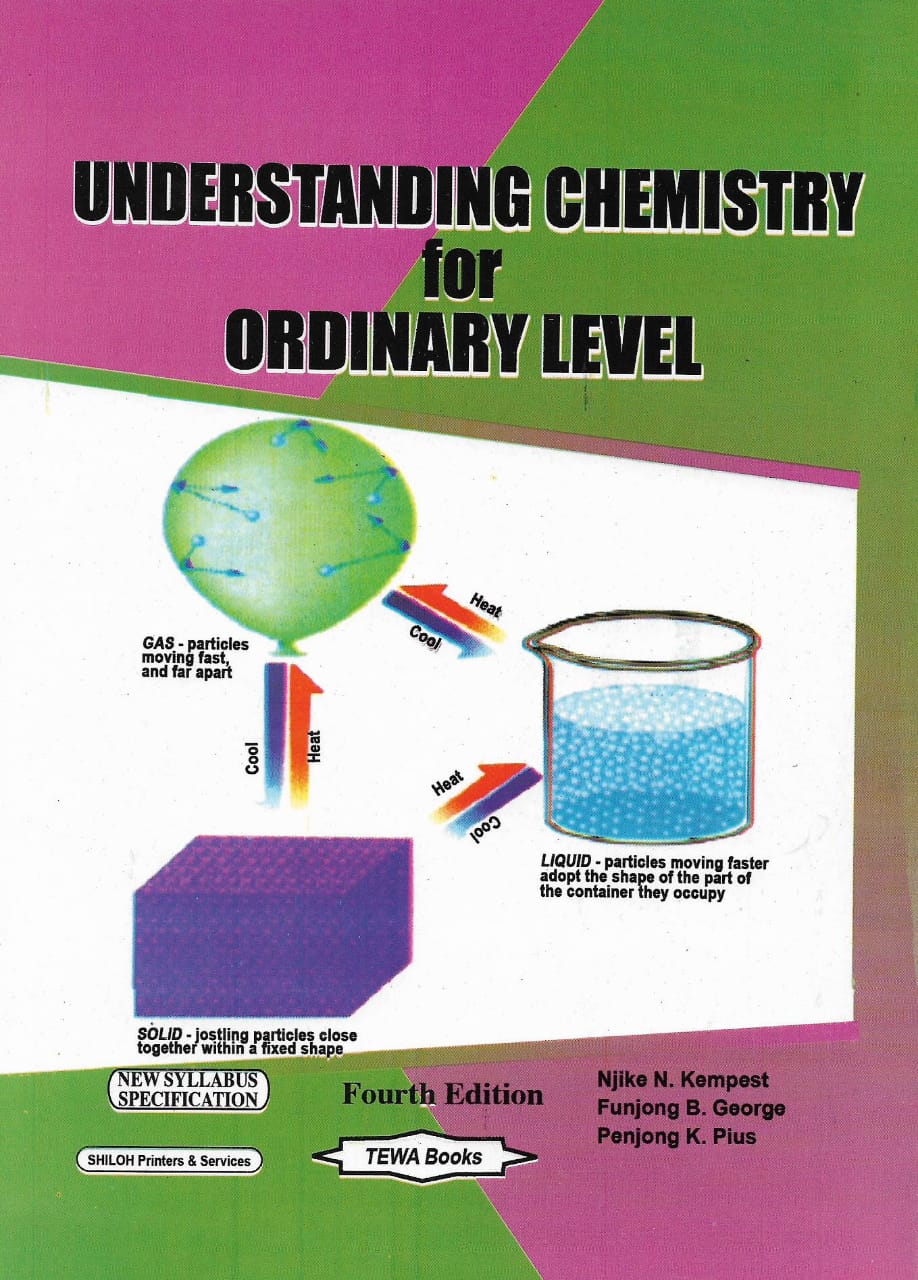 UNDERSTANDING CHEMISTRY
for
ORDINARY LEVEL
Heat
Cool
GAS - particles
moving fast,
and far apart
Cool
Heat
Heat
Cool
LIQUID - particles moving faster
adopt the shape of the part of
the container they occupy
SOLID - jostling particles close
together within a fixed shape
NEW SYLLABUS
SPECIFICATION
Fourth Edition
Njike N. Kempest
Funjong B. George
Penjong K. Pius
SHILOH Printers & Services
TEWA Books